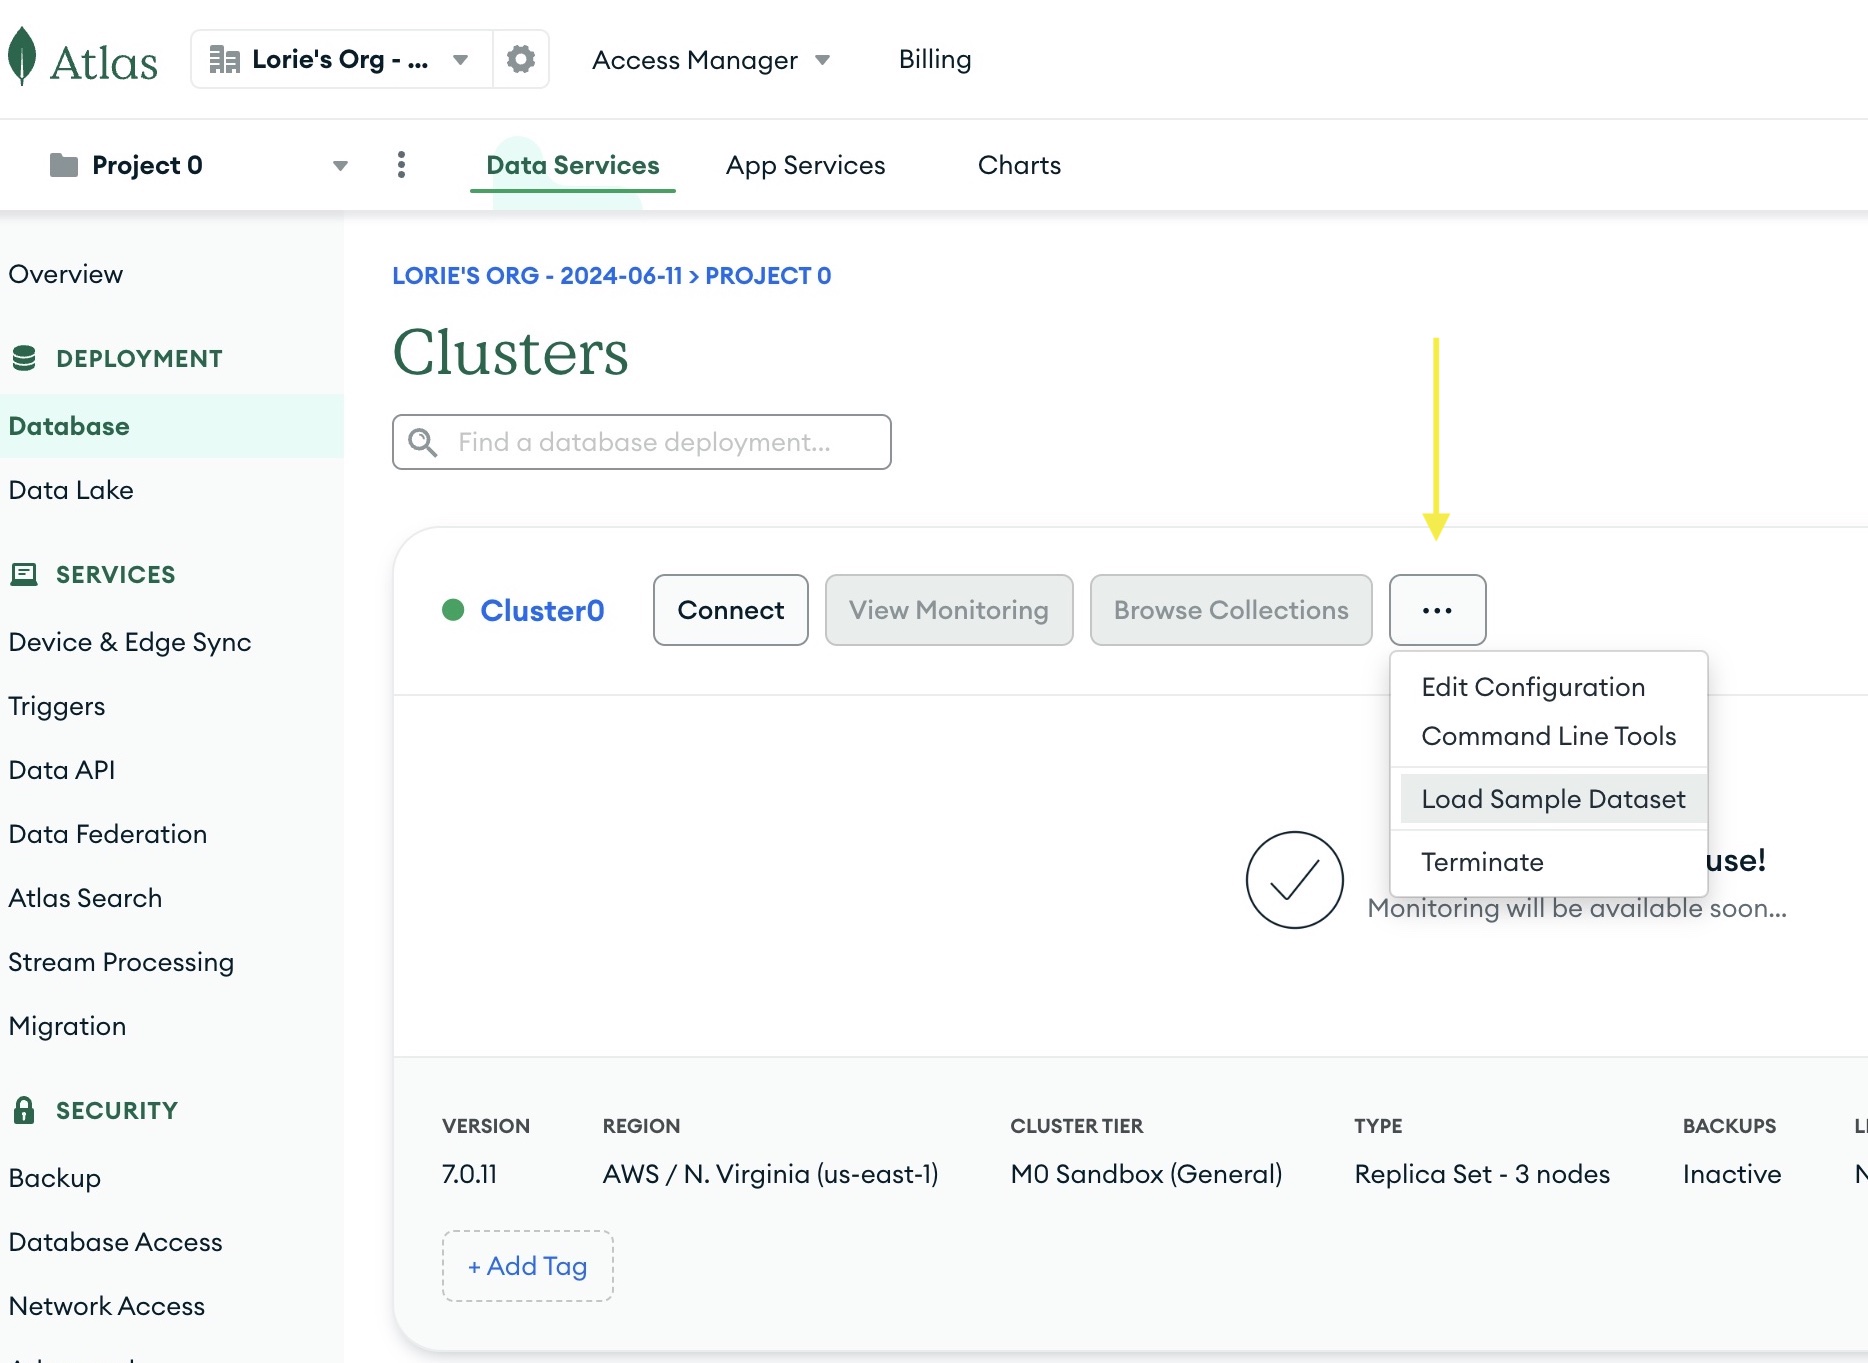 Atlas
Lorie's Org - ...
Access Manager
Billing
Project 0
Data Services
App Services
Charts
Overview
DEPLOYMENT
Database
Data Lake
SERVICES
Device & Edge Sync
Triggers
Data API
Data Federation
Atlas Search
Stream Processing
Migration
SECURITY
Backup
Database Access
Network Access
LORIE'S ORG - 2024-06-11 > PROJECT 0
Clusters
Find a database deployment...
Cluster0
Connect
View Monitoring
Browse Collections
...
Edit Configuration
Command Line Tools
Load Sample Dataset
Terminate
use!
Monitoring will be available soon...
VERSION
7.0.11
REGION
AWS / N. Virginia (us-east-1)
CLUSTER TIER
M0 Sandbox (General)
TYPE
Replica Set - 3 nodes
BACKUPS
Inactive
+ Add Tag